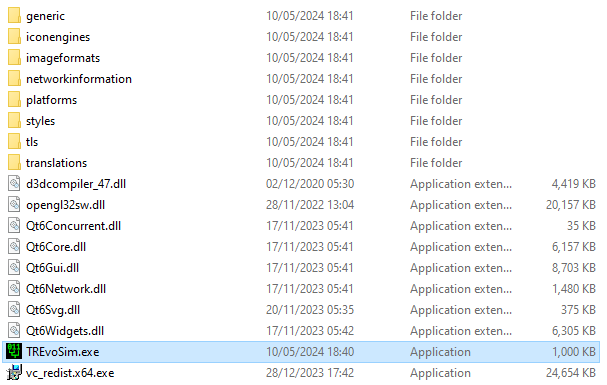 generic 10/05/2024 18:41 File folder
iconengines 10/05/2024 18:41 File folder
imageformats 10/05/2024 18:41 File folder
networkinformation 10/05/2024 18:41 File folder
platforms 10/05/2024 18:41 File folder
styles 10/05/2024 18:41 File folder
tls 10/05/2024 18:41 File folder
translations 10/05/2024 18:41 File folder
d3dcompiler_47.dll 02/12/2020 05:30 Application exten... 4,419 KB
opengl32sw.dll 28/11/2022 13:04 Application exten... 20,157 KB
Qt6Concurrent.dll 17/11/2023 05:41 Application exten... 35 KB
Qt6Core.dll 17/11/2023 05:41 Application exten... 6,157 KB
Qt6Gui.dll 17/11/2023 05:41 Application exten... 8,703 KB
Qt6Network.dll 17/11/2023 05:41 Application exten... 1,480 KB
Qt6Svg.dll 20/11/2023 05:35 Application exten... 375 KB
Qt6Widgets.dll 17/11/2023 05:42 Application exten... 6,305 KB
TREvoSim.exe 10/05/2024 18:40 Application 1,000 KB
vc_redist.x64.exe 28/12/2023 17:42 Application 24,654 KB